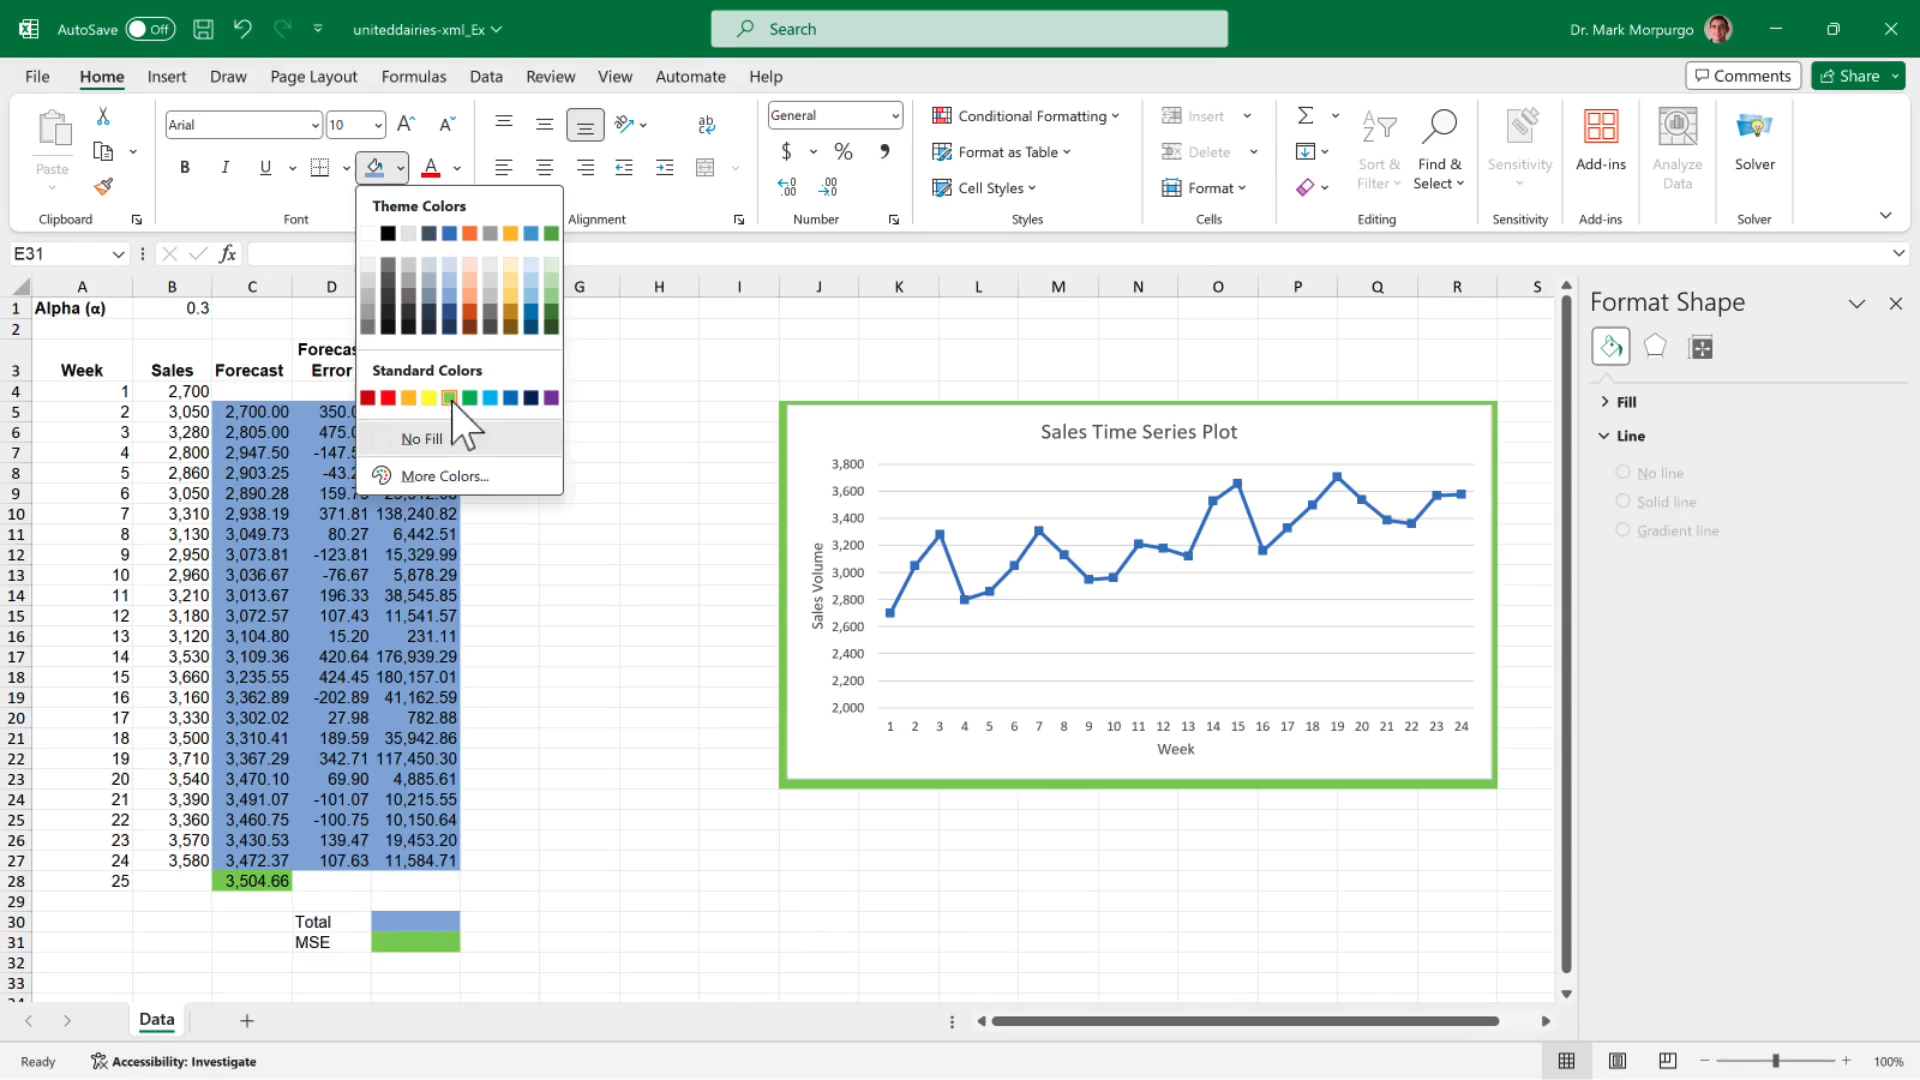 AutoSave Off uniteddairies-xml_Ex Search Dr. Mark Morpurgo
File Home Insert Draw Page Layout Formulas Data Review View Automate Help Comments Share
Paste
Clipboard
Arial 10
B I U A
Font
Alignment
General
$ % ,
Number
Conditional Formatting
Format as Table
Cell Styles
Styles
Insert
Delete
Format
Cells
Sort &
Filter
Find &
Select
Editing
Sensitivity
Sensitivity
Add-ins
Add-ins
Analyze
Data
Solver
Solver
Theme Colors
Standard Colors
No Fill
More Colors...
E31 fx
A B C D G H I J K L M N O P Q R S
1 Alpha (α) 0.3
2
Forecas
3 Week Sales Forecast Error
4 1 2,700
5 2 3,050 2,700.00 350.0
6 3 3,280 2,805.00 475.0
7 4 2,800 2,947.50 -147.5
8 5 2,860 2,903.25 -43.2
9 6 3,050 2,890.28 159.7
10 7 3,310 2,938.19 371.81 138,240.82
11 8 3,130 3,049.73 80.27 6,442.51
12 9 2,950 3,073.81 -123.81 15,329.99
13 10 2,960 3,036.67 -76.67 5,878.29
14 11 3,210 3,013.67 196.33 38,545.85
15 12 3,180 3,072.57 107.43 11,541.57
16 13 3,120 3,104.80 15.20 231.11
17 14 3,530 3,109.36 420.64 176,939.29
18 15 3,660 3,235.55 424.45 180,157.01
19 16 3,160 3,362.89 -202.89 41,162.59
20 17 3,330 3,302.02 27.98 782.88
21 18 3,500 3,310.41 189.59 35,942.86
22 19 3,710 3,367.29 342.71 117,450.30
23 20 3,540 3,470.10 69.90 4,885.61
24 21 3,390 3,491.07 -101.07 10,215.55
25 22 3,360 3,460.75 -100.75 10,150.64
26 23 3,570 3,430.53 139.47 19,453.20
27 24 3,580 3,472.37 107.63 11,584.71
28 25 3,504.66
29
30 Total
31 MSE
32
33
Sales Time Series Plot
3,800
3,600
3,400
3,200
3,000
2,800
2,600
2,400
2,200
2,000
Sales Volume
1 2 3 4 5 6 7 8 9 10 11 12 13 14 15 16 17 18 19 20 21 22 23 24
Week
Format Shape
Fill
Line
No line
Solid line
Gradient line
Data
Ready Accessibility: Investigate 100%